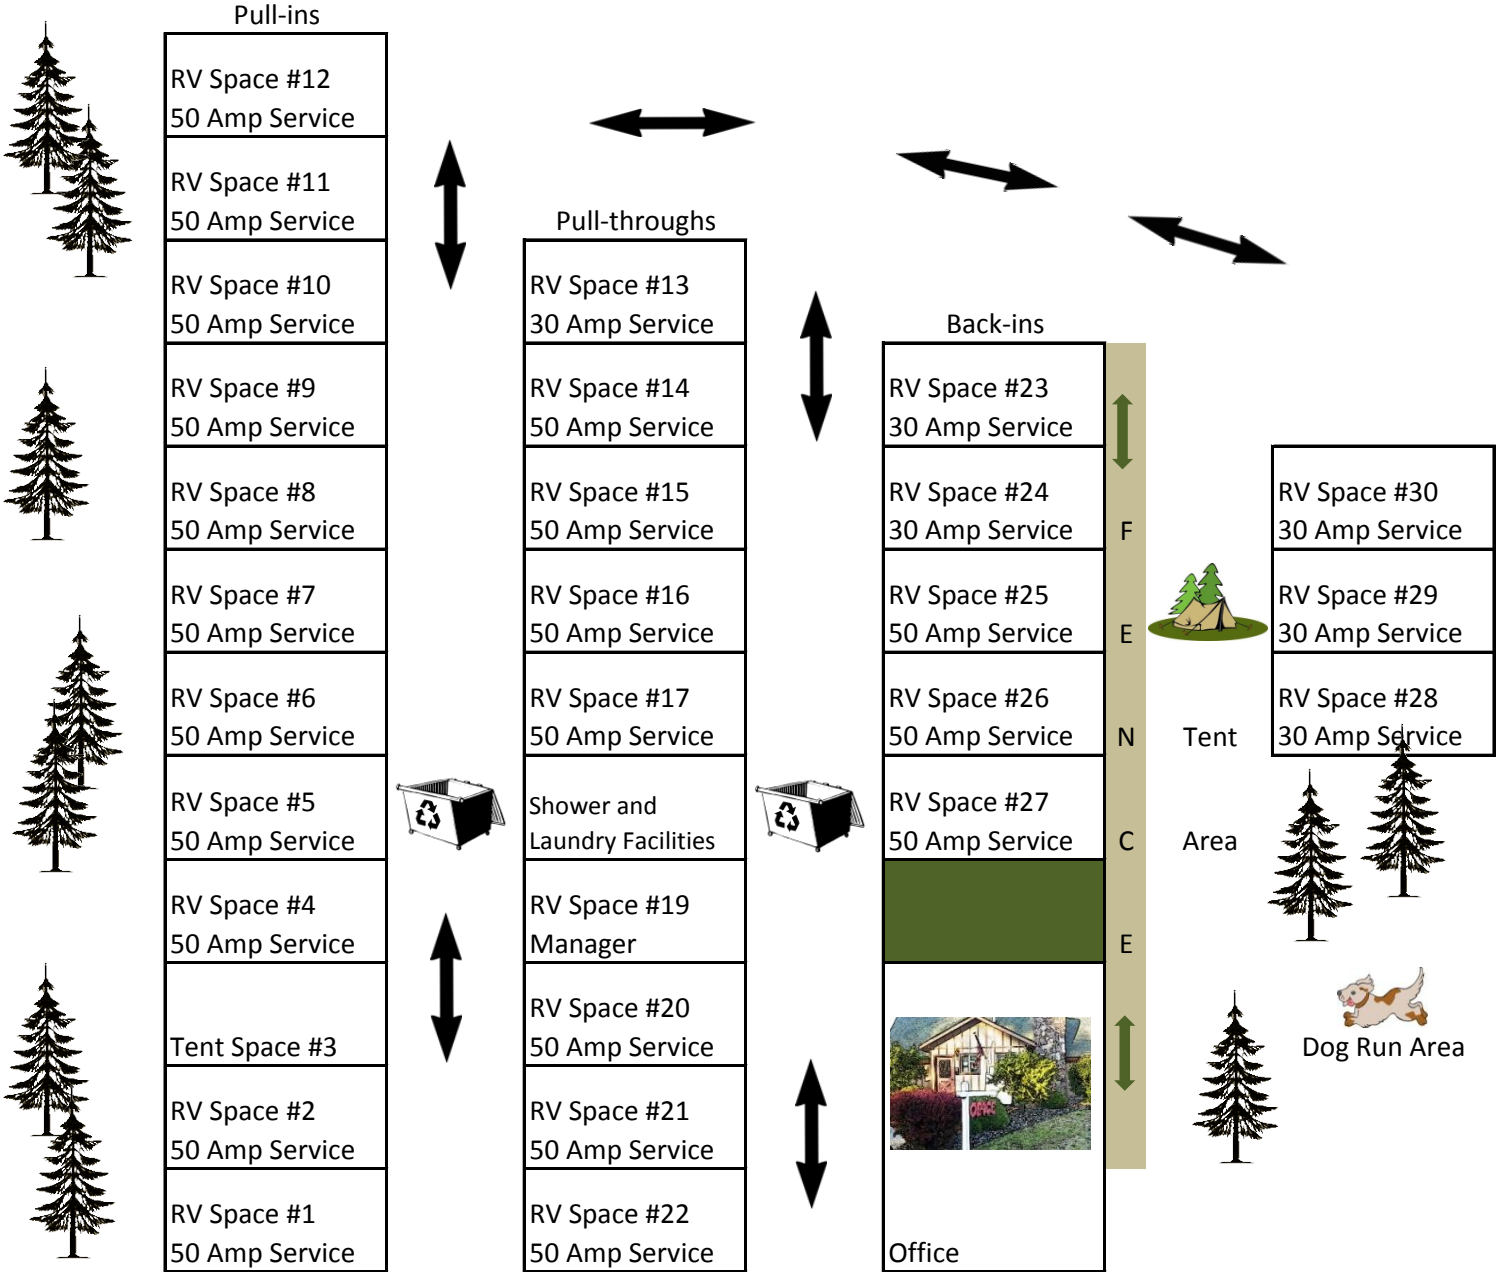 Pull-ins
RV Space #12
50 Amp Service
RV Space #11
50 Amp Service
RV Space #10
50 Amp Service
RV Space #9
50 Amp Service
RV Space #8
50 Amp Service
RV Space #7
50 Amp Service
RV Space #6
50 Amp Service
RV Space #5
50 Amp Service
RV Space #4
50 Amp Service
Tent Space #3
RV Space #2
50 Amp Service
RV Space #1
50 Amp Service
Pull-throughs
RV Space #13
30 Amp Service
RV Space #14
50 Amp Service
RV Space #15
50 Amp Service
RV Space #16
50 Amp Service
RV Space #17
50 Amp Service
Shower and
Laundry Facilities
RV Space #19
Manager
RV Space #20
50 Amp Service
RV Space #21
50 Amp Service
RV Space #22
50 Amp Service
Back-ins
RV Space #23
30 Amp Service
RV Space #24
30 Amp Service
RV Space #25
50 Amp Service
RV Space #26
50 Amp Service
RV Space #27
50 Amp Service
OFFICE
Office
F
E
N
C
E
Tent
Area
RV Space #30
30 Amp Service
RV Space #29
30 Amp Service
RV Space #28
30 Amp Service
Dog Run Area